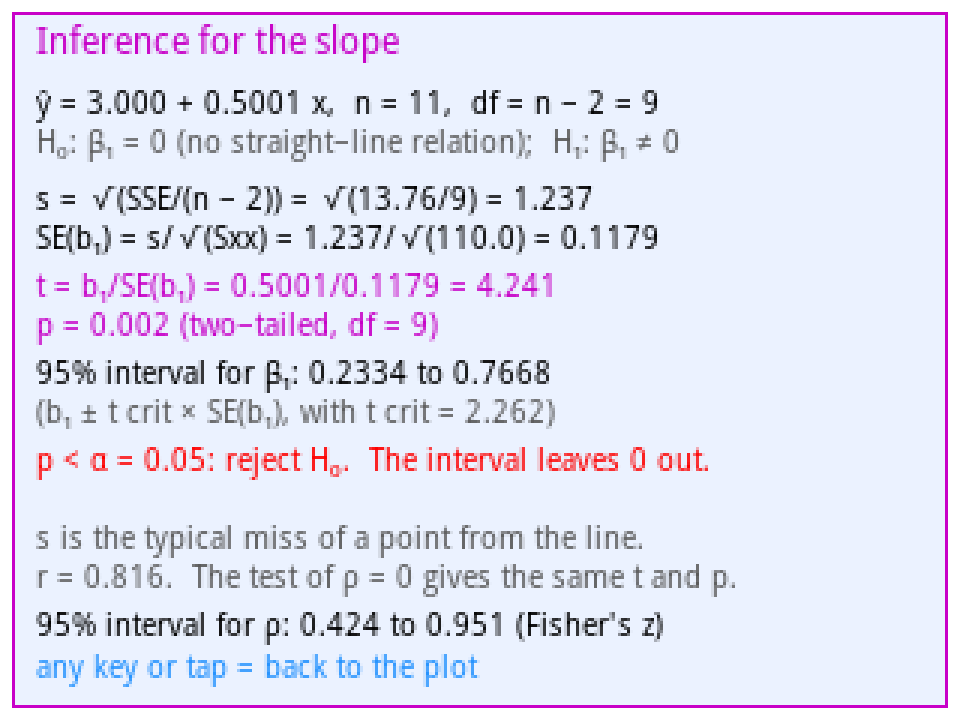 Inference for the slope
ŷ = 3.000 + 0.5001 x, n = 11, df = n − 2 = 9
H₀: β₁ = 0 (no straight−line relation); H₁: β₁ ≠ 0
s = √(SSE/(n − 2)) = √(13.76/9) = 1.237
SE(b₁) = s/√(Sxx) = 1.237/√(110.0) = 0.1179
t = b₁/SE(b₁) = 0.5001/0.1179 = 4.241
p = 0.002 (two−tailed, df = 9)
95% interval for β₁: 0.2334 to 0.7668
(b₁ ± t crit × SE(b₁), with t crit = 2.262)
p < α = 0.05: reject H₀. The interval leaves 0 out.
s is the typical miss of a point from the line.
r = 0.816. The test of ρ = 0 gives the same t and p.
95% interval for ρ: 0.424 to 0.951 (Fisher's z)
any key or tap = back to the plot